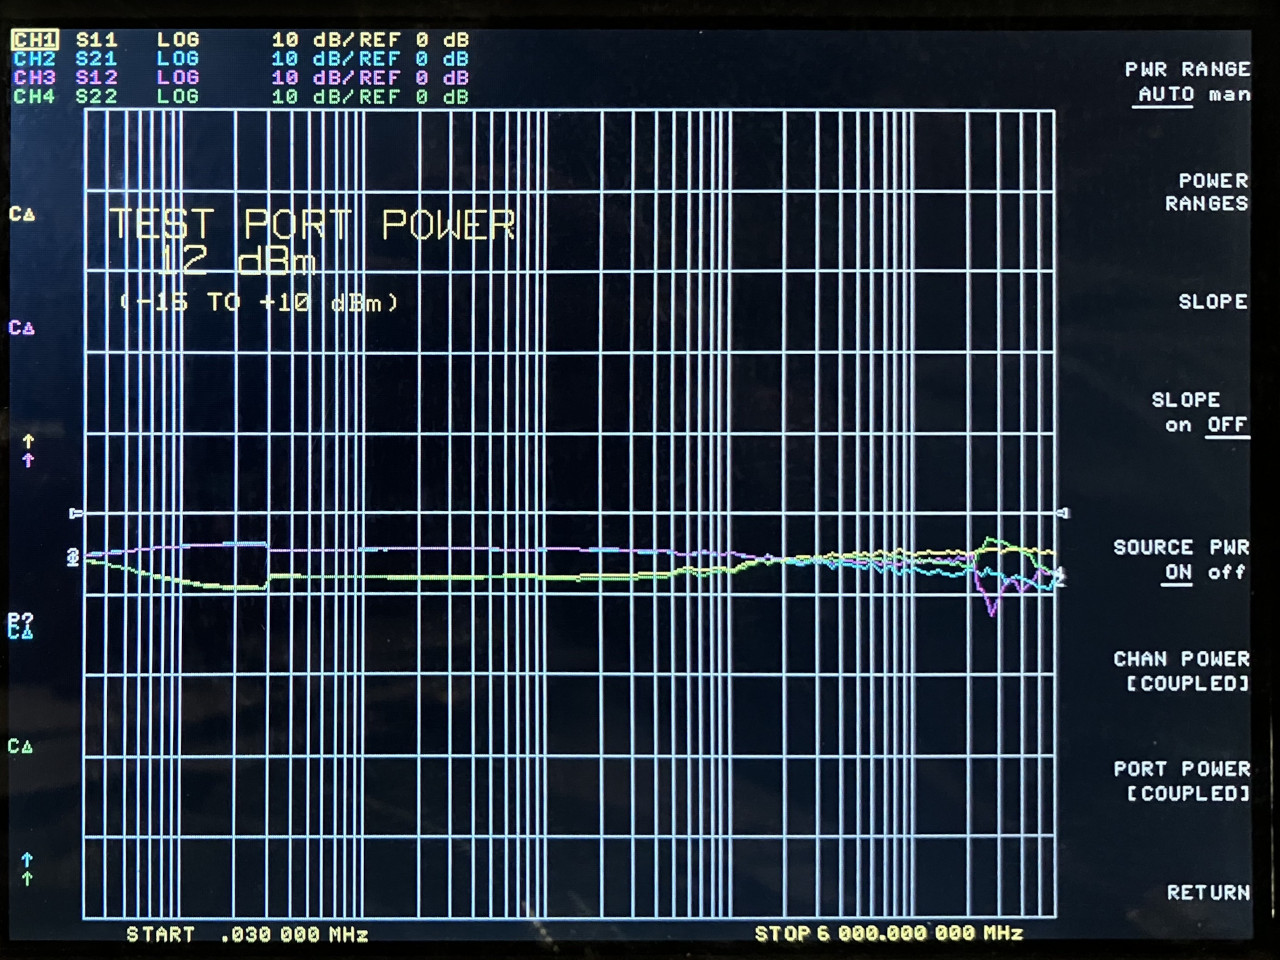 CH1 S11 LOG 10 dB/REF 0 dB
CH2 S21 LOG 10 dB/REF 0 dB
CH3 S12 LOG 10 dB/REF 0 dB
CH4 S22 LOG 10 dB/REF 0 dB
PWR RANGE
AUTO man
POWER
RANGES
CΔ
TEST PORT POWER
12 dBm
(-15 TO +10 dBm)
SLOPE
CΔ
SLOPE
on OFF
↑
↑
SOURCE PWR
ON off
P?
CΔ
CHAN POWER
[COUPLED]
CΔ
PORT POWER
[COUPLED]
↑
↑
RETURN
START .030 000 MHz
STOP 6 000.000 000 MHz